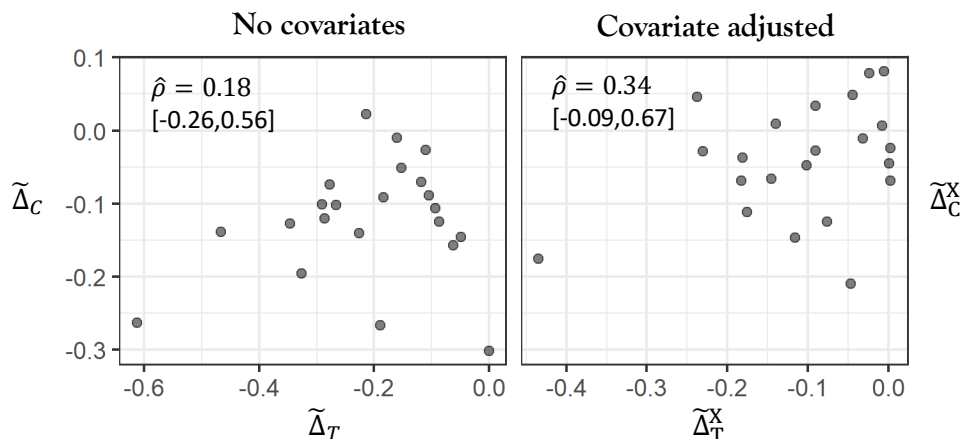 No covariates
Covariate adjusted
0.1
0.0
-0.1
-0.2
-0.3
ρ̂ = 0.18
[-0.26,0.56]
ρ̂ = 0.34
[-0.09,0.67]
Δ̃_C
Δ̃_C^X
-0.6 -0.4 -0.2 0.0
-0.4 -0.3 -0.2 -0.1 0.0
Δ̃_T
Δ̃_T^X